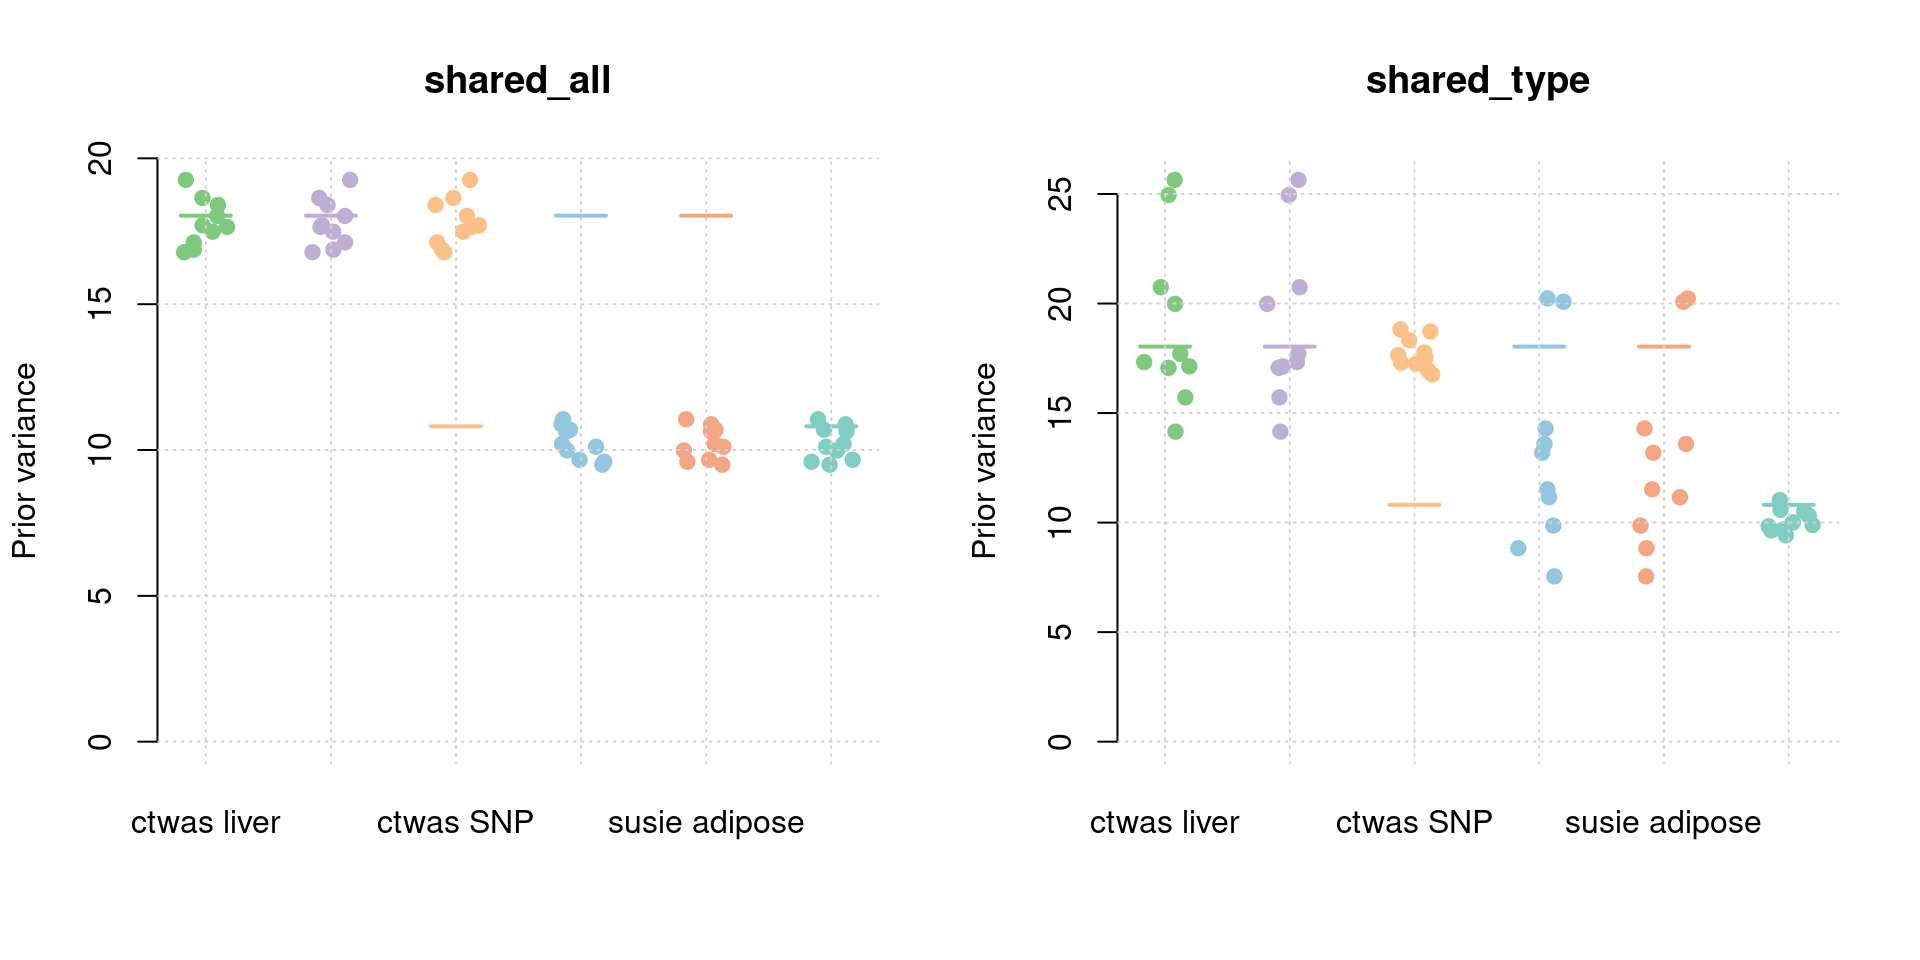 shared_all
Prior variance
20
15
10
5
0
ctwas liver
ctwas SNP
susie adipose
shared_type
Prior variance
25
20
15
10
5
0
ctwas liver
ctwas SNP
susie adipose